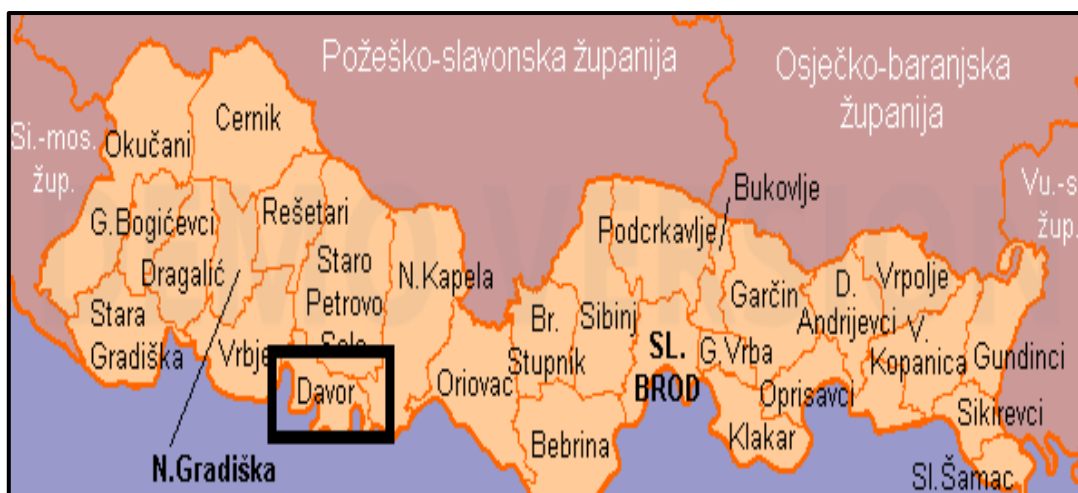 Požeško-slavonska županija
Osječko-baranjska
županija
Si.-mos.
žup.
Vu.-s
žup.
Cernik
Okučani
G.Bogićevci
Rešetari
Dragalić
Staro
Petrovo
Selo
Stara
Gradiška
Vrbje
N.Gradiška
Davor
N.Kapela
Oriovac
Br.
Stupnik
Sibinj
Podcrkavlje
Bukovlje
Bebrina
SL.
BROD
G.Vrba
Garčin
Klakar
Oprisavci
D.
Andrijevci
Vrpolje
V.
Kopanica
Gundinci
Sikirevci
Sl.Šamac
DEMO VERSION